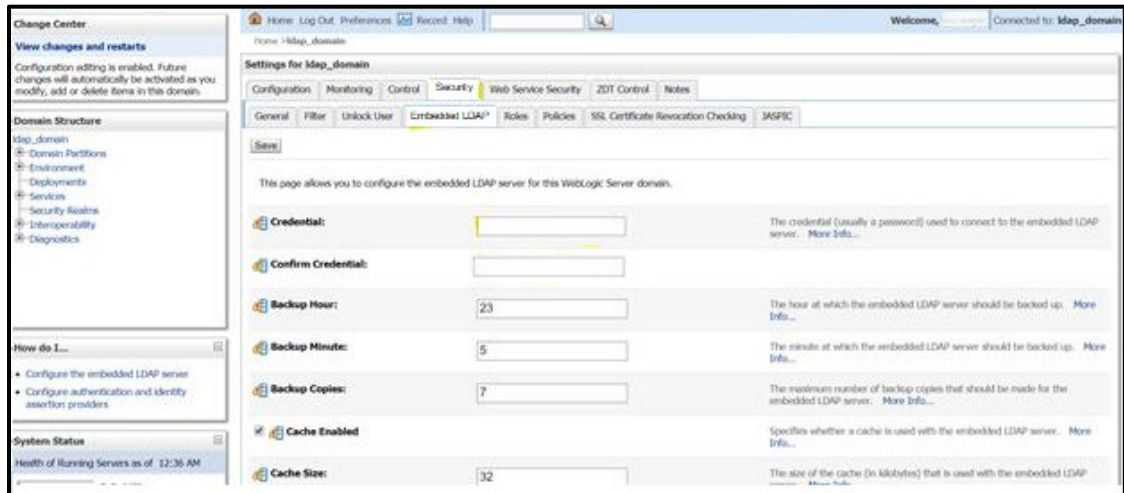 Change Center
View changes and restarts
Configuration editing is enabled. Future
changes will automatically be activated as you
modify, add or delete items in this domain.
Domain Structure
ldap_domain
Domain Partitions
Environment
Deployments
Services
Security Realms
Interoperability
Diagnostics
How do I...
Configure the embedded LDAP server
Configure authentication and identity
assertion providers
System Status
Health of Running Servers as of 12:36 AM
Home Log Out Preferences Record Help
Welcome,
Connected to: ldap_domain
Home >ldap_domain
Settings for ldap_domain
Configuration Monitoring Control Security Web Service Security ZDT Control Notes
General Filter Unlock User Embedded LDAP Roles Policies SSL Certificate Revocation Checking JASPIC
Save
This page allows you to configure the embedded LDAP server for this WebLogic Server domain.
Credential:
The credential (usually a password) used to connect to the embedded LDAP
server. More Info...
Confirm Credential:
Backup Hour:
23
The hour at which the embedded LDAP server should be backed up. More
Info...
Backup Minute:
5
The minute at which the embedded LDAP server should be backed up. More
Info...
Backup Copies:
7
The maximum number of backup copies that should be made for the
embedded LDAP server. More Info...
Cache Enabled
Specifies whether a cache is used with the embedded LDAP server. More
Info...
Cache Size:
32
The size of the cache (in kilobytes) that is used with the embedded LDAP